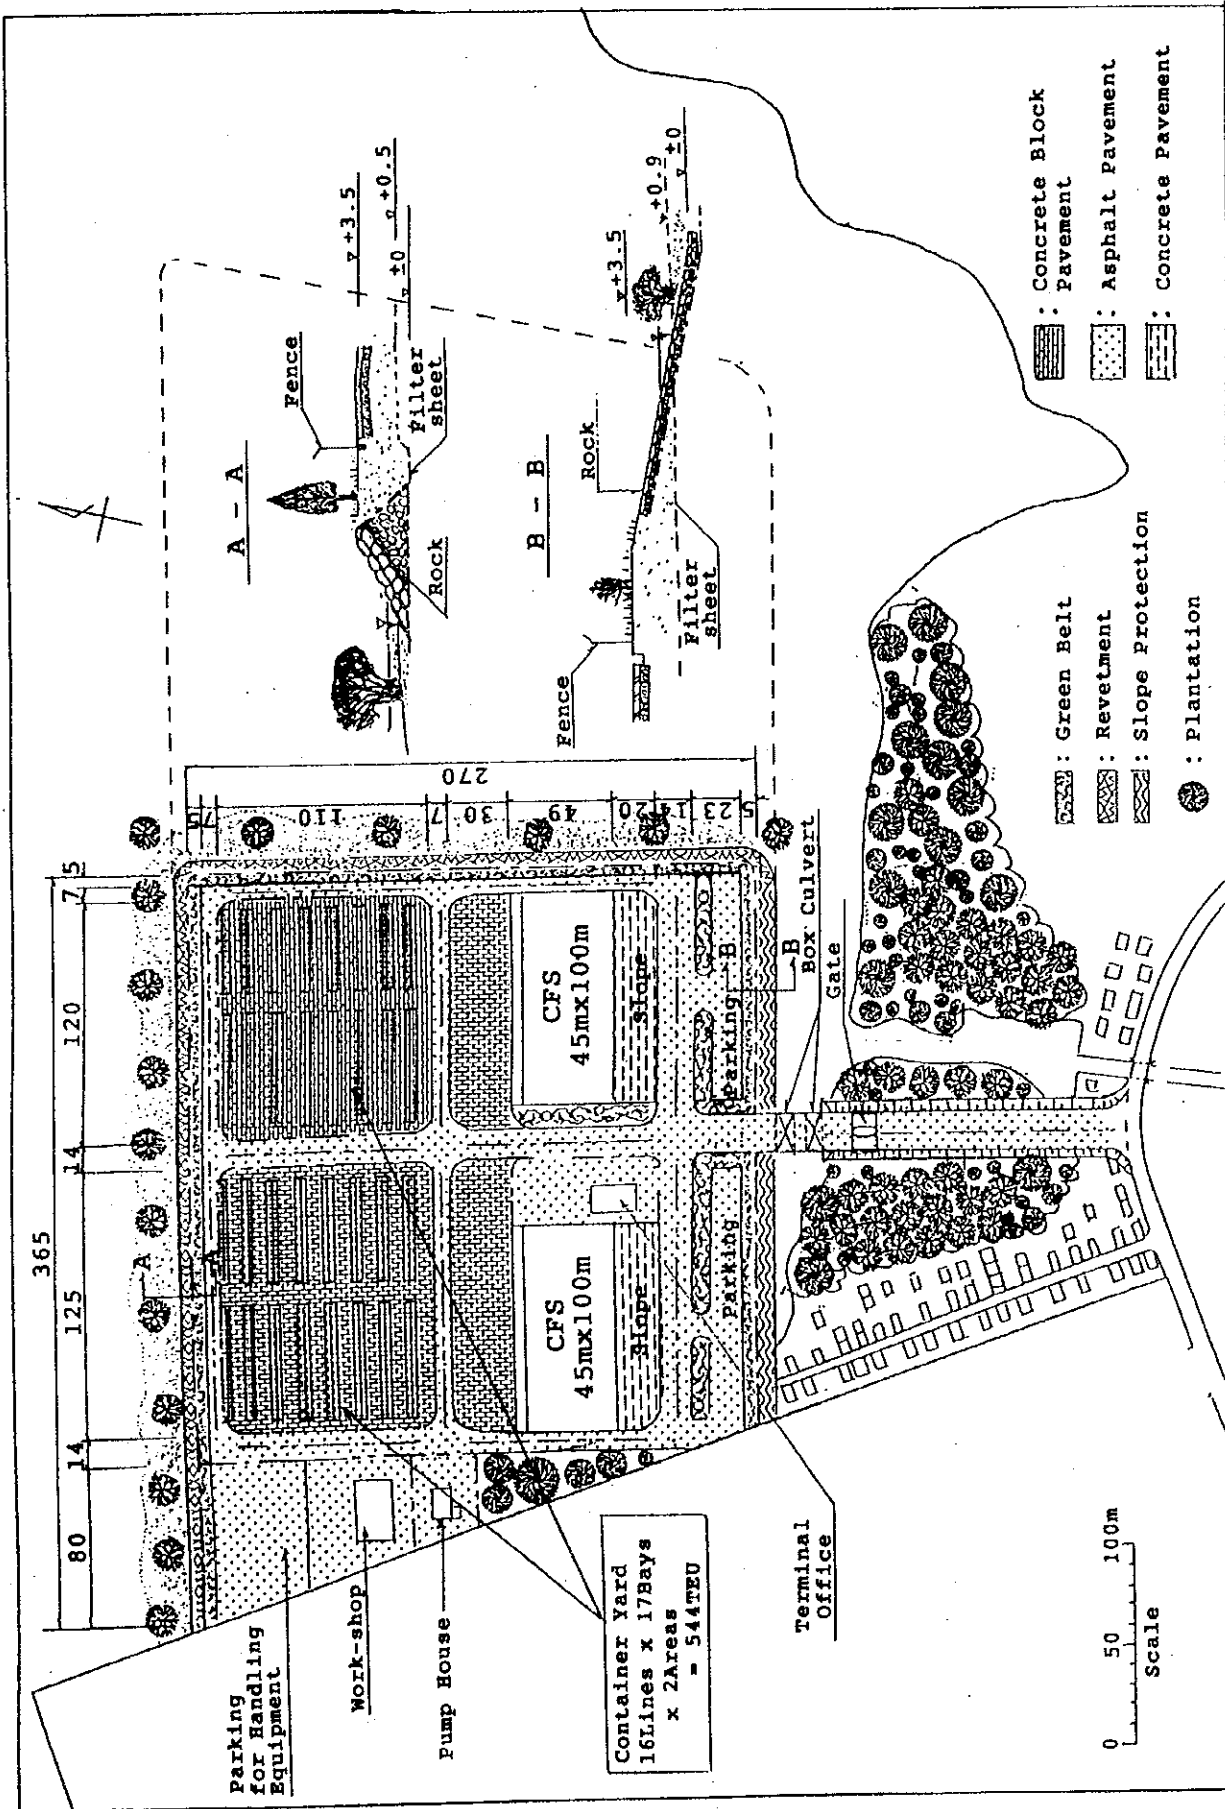 365
80
14
125
14
120
7
5
A
A
5
7
110
7
30
49
20
14
23
5
270
A - A
Fence
▽+3.5
▽+0.5
▽±0
Rock
Filter
sheet
B - B
Fence
Rock
▽+3.5
▽+0.9
▽±0
Filter
sheet
Parking
for Handling
Equipment
Work-shop
Pump House
CFS
45mx100m
Slope
CFS
45mx100m
Slope
Parking
Parking
B
B
Box Culvert
Gate
Container Yard
16Lines x 17Bays
x 2Areas
= 544TEU
Terminal
Office
0 50 100m
Scale
: Green Belt
: Revetment
: Slope Protection
: Plantation
: Concrete Block
Pavement
: Asphalt Pavement
: Concrete Pavement